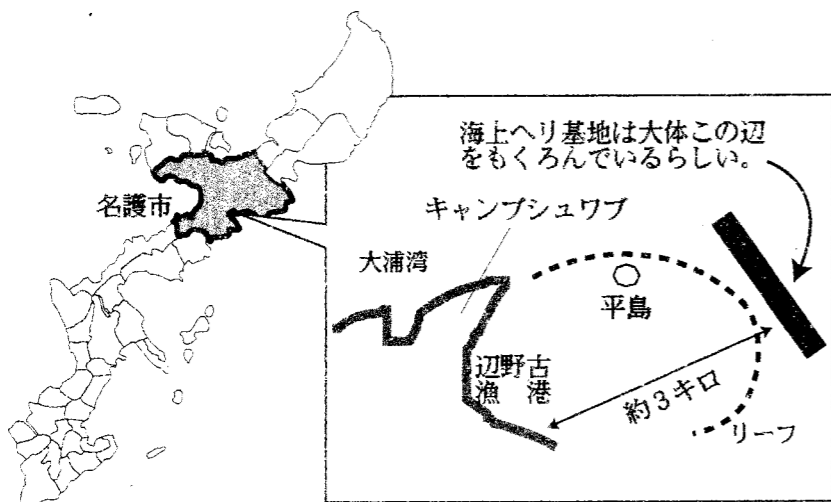 海上ヘリ基地は大体この辺
をもくろんでいるらしい。
名護市
キャンプシュワブ
大浦湾
平島
辺野古
漁　港
約3キロ
リーフ